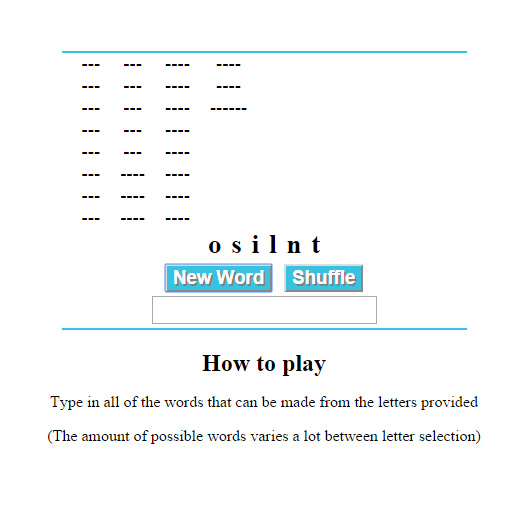 --- --- ---- ----
--- --- ---- ----
--- --- ---- ------
--- --- ----
--- --- ----
--- ---- ----
--- ---- ----
--- ---- ----
o s i l n t
New Word Shuffle
How to play
Type in all of the words that can be made from the letters provided
(The amount of possible words varies a lot between letter selection)